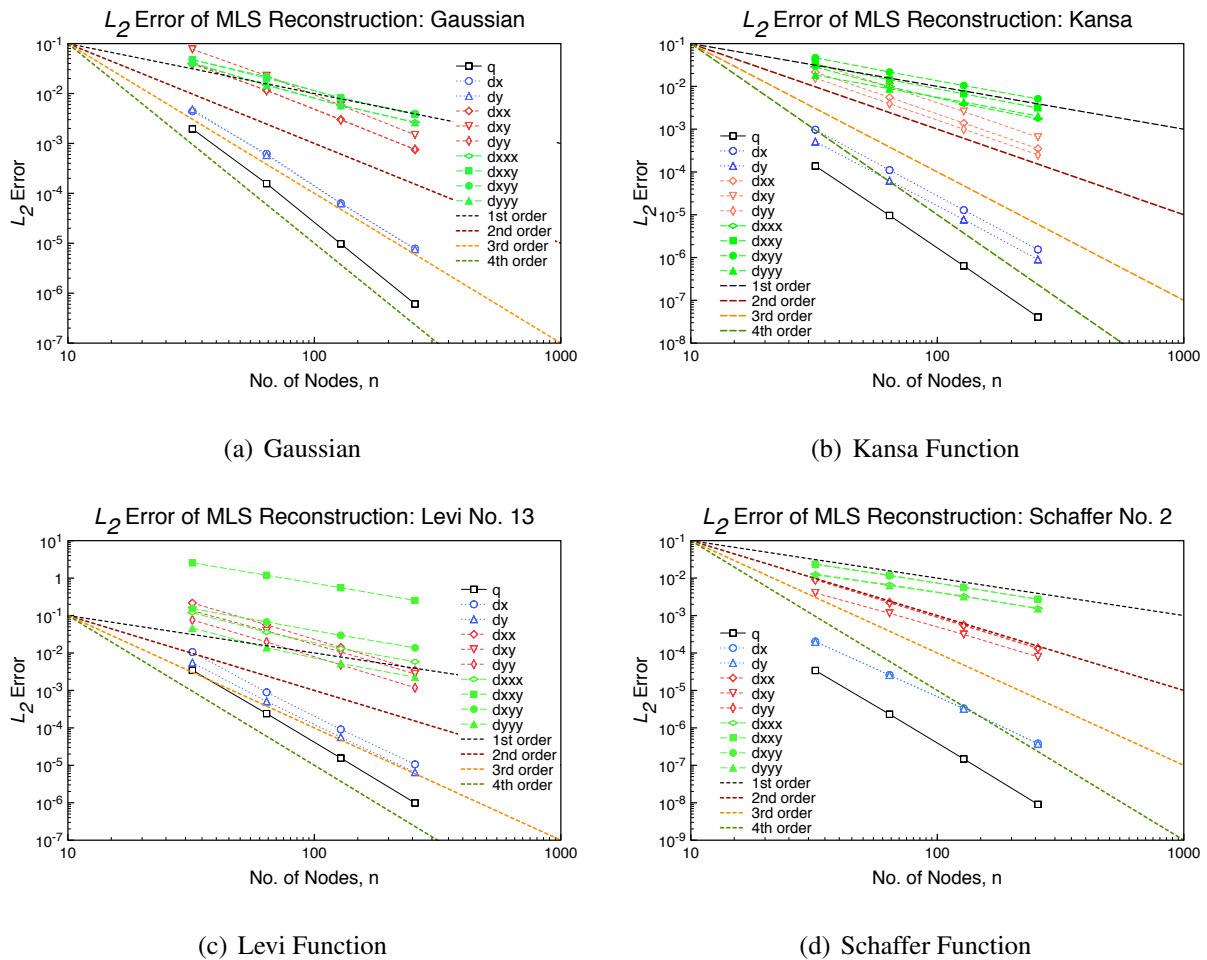 L2 Error of MLS Reconstruction: Gaussian
10-1
10-2
10-3
10-4
10-5
10-6
10-7
L2 Error
10
100
1000
No. of Nodes, n
q
dx
dy
dxx
dxy
dyy
dxxx
dxxy
dxyy
dyyy
1st order
2nd order
3rd order
4th order
(a) Gaussian
L2 Error of MLS Reconstruction: Kansa
10-1
10-2
10-3
10-4
10-5
10-6
10-7
10-8
L2 Error
10
100
1000
No. of Nodes, n
q
dx
dy
dxx
dxy
dyy
dxxx
dxxy
dxyy
dyyy
1st order
2nd order
3rd order
4th order
(b) Kansa Function
L2 Error of MLS Reconstruction: Levi No. 13
101
1
10-1
10-2
10-3
10-4
10-5
10-6
10-7
L2 Error
10
100
1000
No. of Nodes, n
q
dx
dy
dxx
dxy
dyy
dxxx
dxxy
dxyy
dyyy
1st order
2nd order
3rd order
4th order
(c) Levi Function
L2 Error of MLS Reconstruction: Schaffer No. 2
10-1
10-2
10-3
10-4
10-5
10-6
10-7
10-8
10-9
L2 Error
10
100
1000
No. of Nodes, n
q
dx
dy
dxx
dxy
dyy
dxxx
dxxy
dxyy
dyyy
1st order
2nd order
3rd order
4th order
(d) Schaffer Function